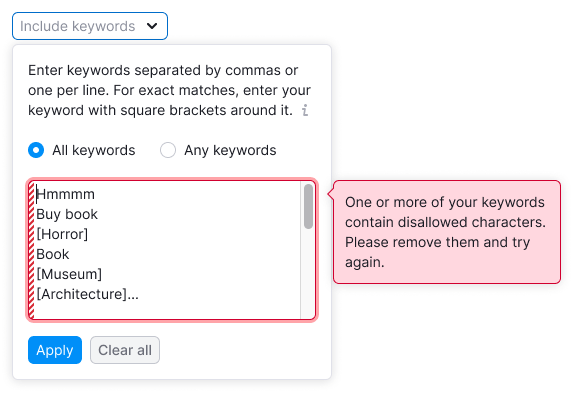 Include keywords
Enter keywords separated by commas or
one per line. For exact matches, enter your
keyword with square brackets around it. i
All keywords Any keywords
Hmmmm
Buy book
[Horror]
Book
[Museum]
[Architecture]...
One or more of your keywords
contain disallowed characters.
Please remove them and try
again.
Apply Clear all